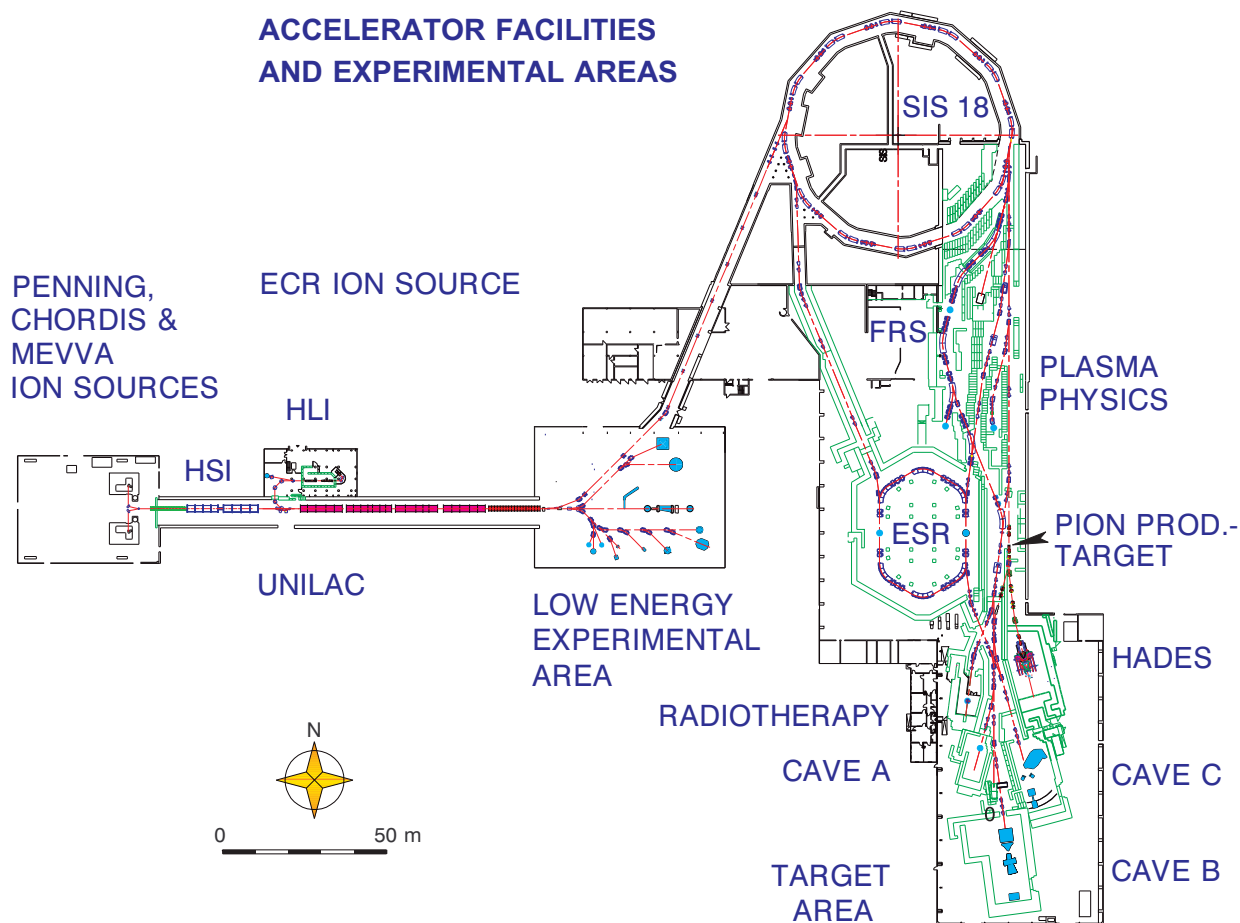 ACCELERATOR FACILITIES
AND EXPERIMENTAL AREAS
SIS 18
PENNING,
CHORDIS &
MEVVA
ION SOURCES
ECR ION SOURCE
FRS
PLASMA
PHYSICS
HLI
HSI
ESR
PION PROD.-
TARGET
UNILAC
LOW ENERGY
EXPERIMENTAL
AREA
HADES
RADIOTHERAPY
N
CAVE A
CAVE C
0 50 m
TARGET
AREA
CAVE B